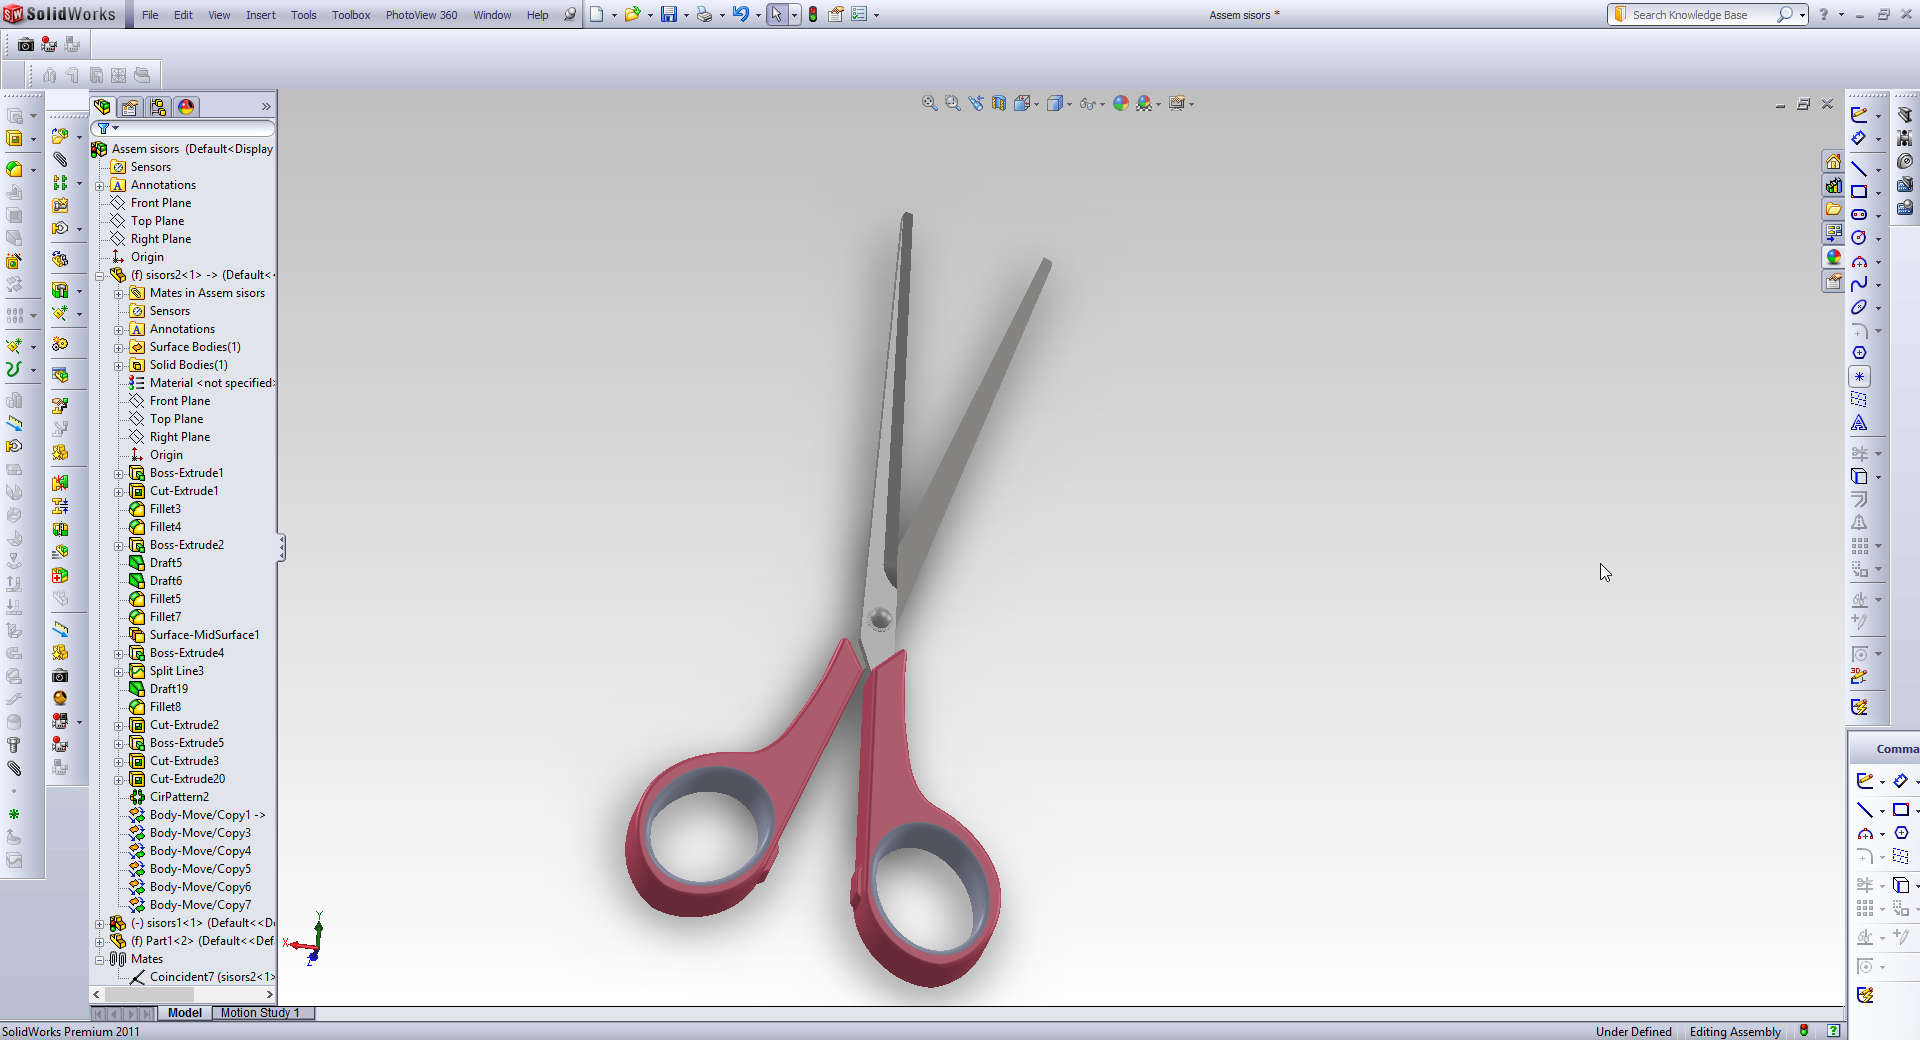 SolidWorks
File Edit View Insert Tools Toolbox PhotoView 360 Window Help
Assem sisors *
Search Knowledge Base
Assem sisors (Default<Display
Sensors
Annotations
Front Plane
Top Plane
Right Plane
Origin
(f) sisors2<1> -> (Default<
Mates in Assem sisors
Sensors
Annotations
Surface Bodies(1)
Solid Bodies(1)
Material <not specified>
Front Plane
Top Plane
Right Plane
Origin
Boss-Extrude1
Cut-Extrude1
Fillet3
Fillet4
Boss-Extrude2
Draft5
Draft6
Fillet5
Fillet7
Surface-MidSurface1
Boss-Extrude4
Split Line3
Draft19
Fillet8
Cut-Extrude2
Boss-Extrude5
Cut-Extrude3
Cut-Extrude20
CirPattern2
Body-Move/Copy1 ->
Body-Move/Copy3
Body-Move/Copy4
Body-Move/Copy5
Body-Move/Copy6
Body-Move/Copy7
(-) sisors1<1> (Default<<De
(f) Part1<2> (Default<<Def
Mates
Coincident7 (sisors2<1>
Y
X
Z
Comma
Model Motion Study 1
SolidWorks Premium 2011
Under Defined Editing Assembly